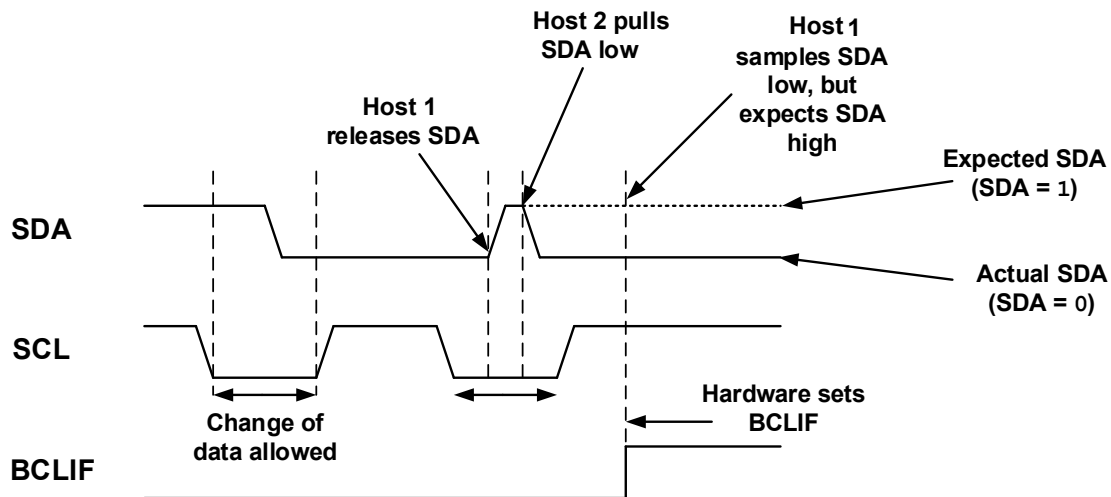 Host 2 pulls
SDA low
Host 1
samples SDA
low, but
expects SDA
high
Host 1
releases SDA
Expected SDA
(SDA = 1)
SDA
Actual SDA
(SDA = 0)
SCL
Change of
data allowed
Hardware sets
BCLIF
BCLIF